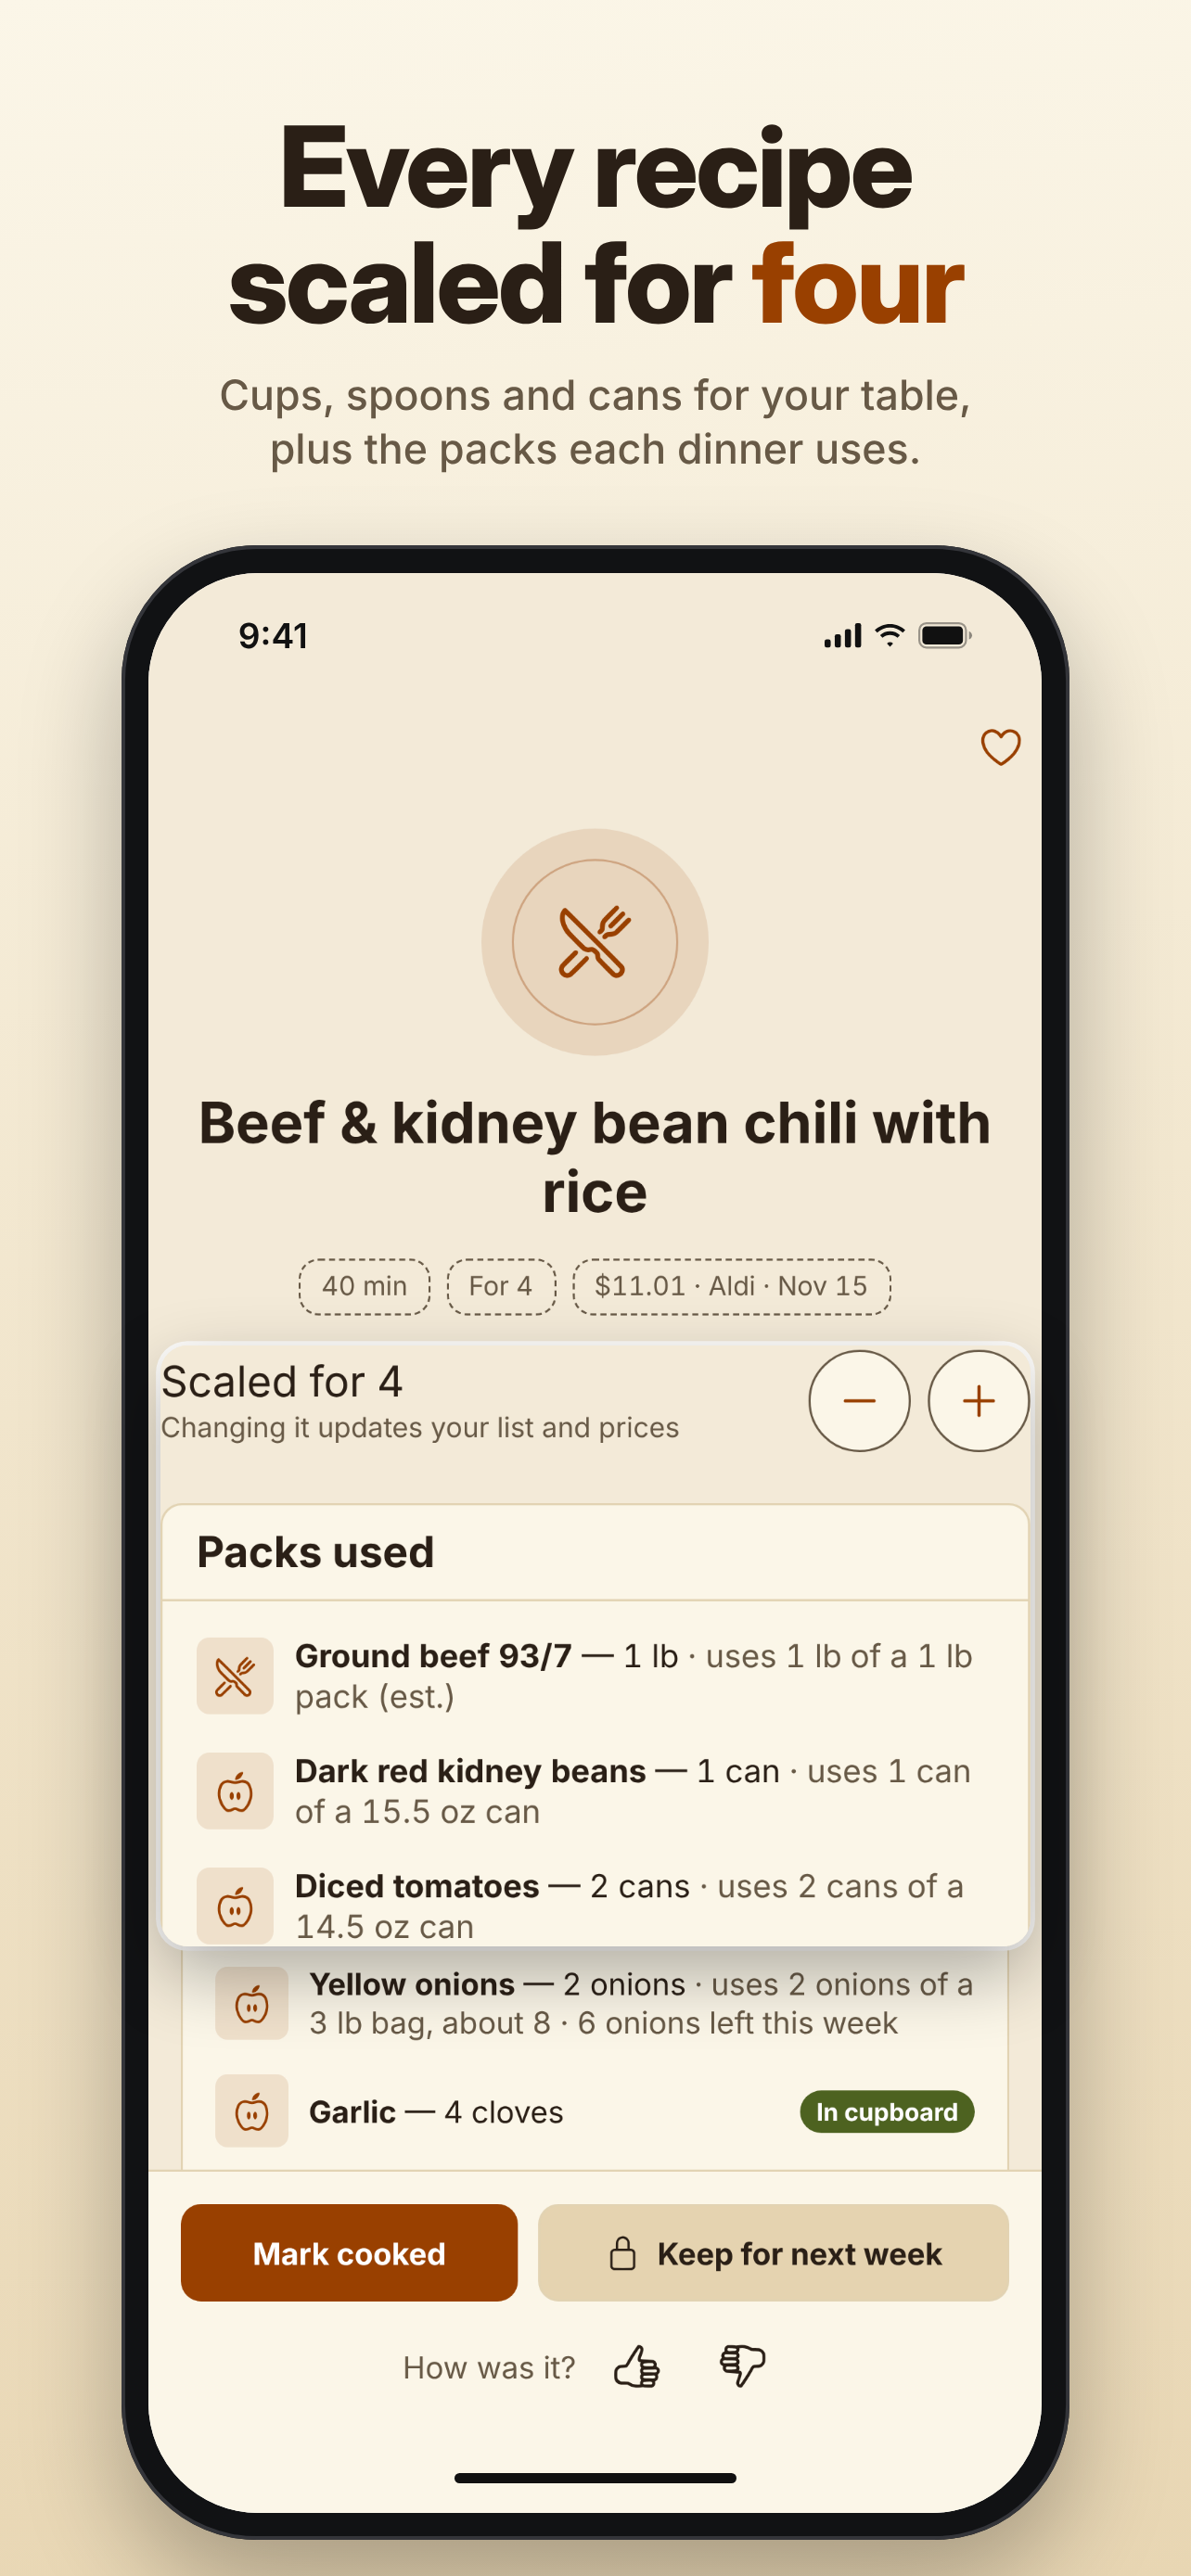 Every recipe
scaled for four
Cups, spoons and cans for your table,
plus the packs each dinner uses.
9:41
Beef & kidney bean chili with
rice
40 min
For 4
$11.01 · Aldi · Nov 15
Scaled for 4
Changing it updates your list and prices
Packs used
Ground beef 93/7 — 1 lb · uses 1 lb of a 1 lb
pack (est.)
Dark red kidney beans — 1 can · uses 1 can
of a 15.5 oz can
Diced tomatoes — 2 cans · uses 2 cans of a
14.5 oz can
Yellow onions — 2 onions · uses 2 onions of a
3 lb bag, about 8 · 6 onions left this week
Garlic — 4 cloves
In cupboard
Mark cooked
Keep for next week
How was it?